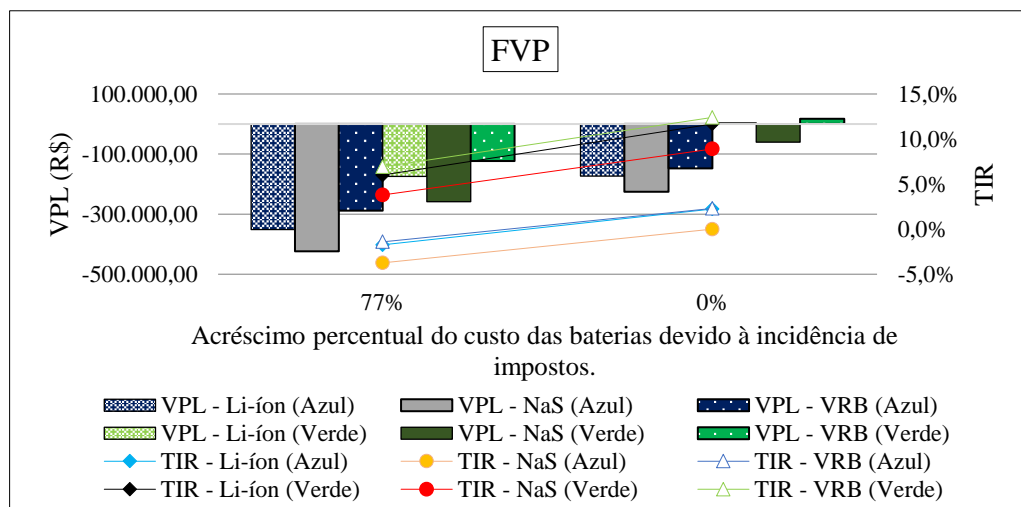 FVP
100.000,00
-100.000,00
-300.000,00
-500.000,00
VPL (R$)
15,0%
10,0%
5,0%
0,0%
-5,0%
TIR
77%
0%
Acréscimo percentual do custo das baterias devido à incidência de
impostos.
VPL - Li-íon (Azul)
VPL - NaS (Azul)
VPL - VRB (Azul)
VPL - Li-íon (Verde)
VPL - NaS (Verde)
VPL - VRB (Verde)
TIR - Li-íon (Azul)
TIR - NaS (Azul)
TIR - VRB (Azul)
TIR - Li-íon (Verde)
TIR - NaS (Verde)
TIR - VRB (Verde)